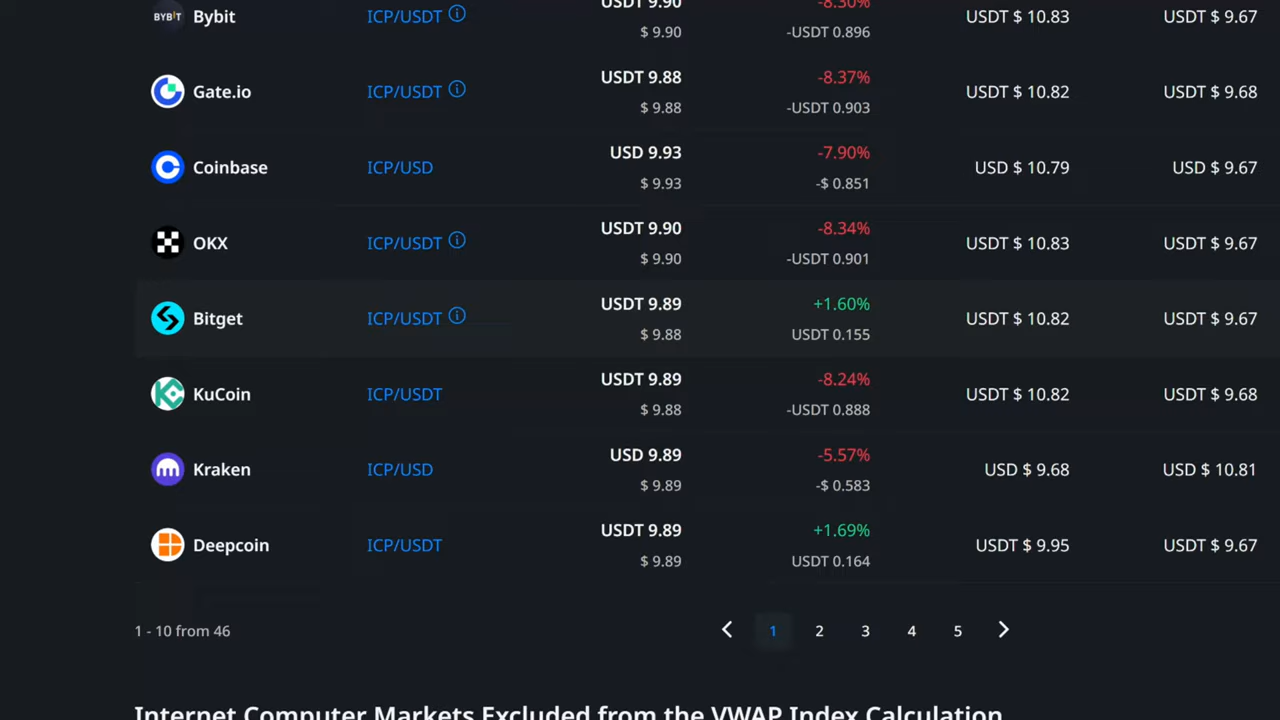 USDT 9.90 -8.30%
BYBIT Bybit ICP/USDT USDT $ 10.83 USDT $ 9.67
$ 9.90 -USDT 0.896
USDT 9.88 -8.37%
Gate.io ICP/USDT USDT $ 10.82 USDT $ 9.68
$ 9.88 -USDT 0.903
USD 9.93 -7.90%
Coinbase ICP/USD USD $ 10.79 USD $ 9.67
$ 9.93 -$ 0.851
USDT 9.90 -8.34%
OKX ICP/USDT USDT $ 10.83 USDT $ 9.67
$ 9.90 -USDT 0.901
USDT 9.89 +1.60%
Bitget ICP/USDT USDT $ 10.82 USDT $ 9.67
$ 9.88 USDT 0.155
USDT 9.89 -8.24%
KuCoin ICP/USDT USDT $ 10.82 USDT $ 9.68
$ 9.88 -USDT 0.888
USD 9.89 -5.57%
Kraken ICP/USD USD $ 9.68 USD $ 10.81
$ 9.89 -$ 0.583
USDT 9.89 +1.69%
Deepcoin ICP/USDT USDT $ 9.95 USDT $ 9.67
$ 9.89 USDT 0.164
1 - 10 from 46 1 2 3 4 5
Internet Computer Markets Excluded from the VWAP Index Calculation